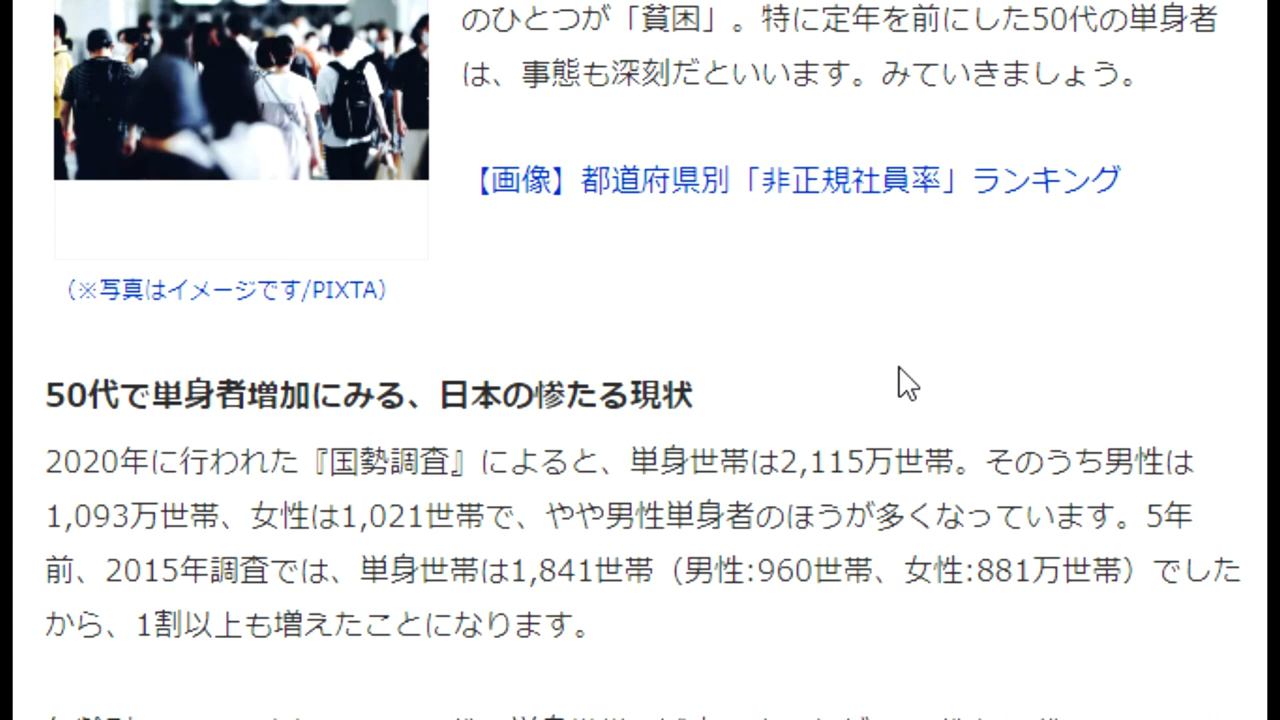 のひとつが「貧困」。特に定年を前にした50代の単身者
は、事態も深刻だといいます。みていきましょう。
【画像】都道府県別「非正規社員率」ランキング
（※写真はイメージです/PIXTA）
50代で単身者増加にみる、日本の惨たる現状
2020年に行われた『国勢調査』によると、単身世帯は2,115万世帯。そのうち男性は
1,093万世帯、女性は1,021世帯で、やや男性単身者のほうが多くなっています。5年
前、2015年調査では、単身世帯は1,841世帯（男性:960世帯、女性:881万世帯）でした
から、1割以上も増えたことになります。